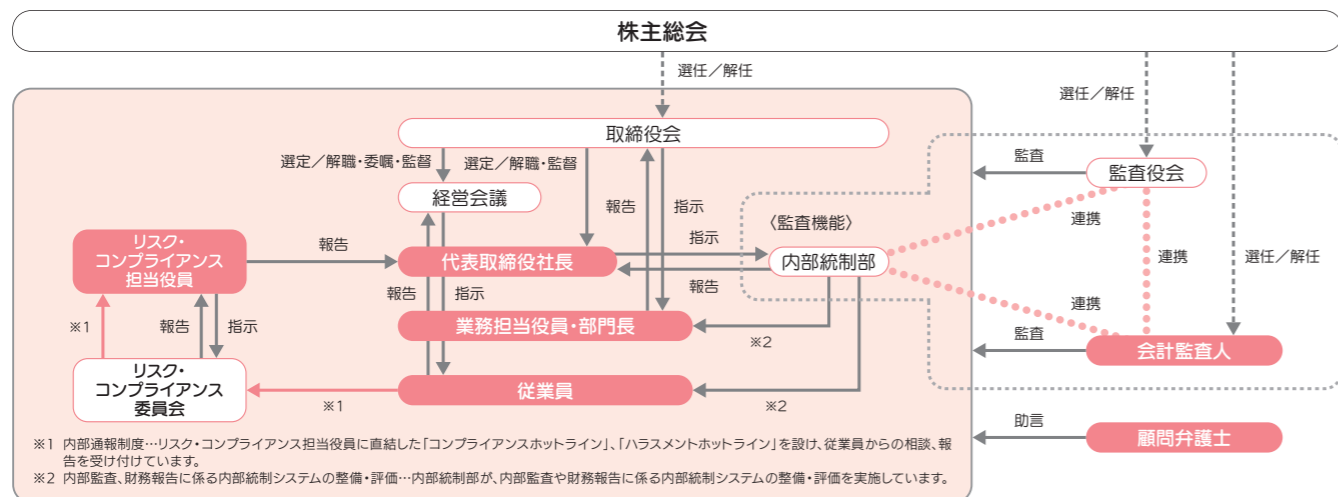 株主総会
選任／解任
選任／解任
取締役会
選定／解職・委嘱・監督
選定／解職・監督
監査
監査役会
経営会議
報告
指示
〈監査機能〉
連携
リスク・
コンプライアンス
担当役員
報告
代表取締役社長
指示
内部統制部
連携
選任／解任
報告
指示
報告
連携
※1
報告
指示
業務担当役員・部門長
※2
監査
会計監査人
リスク・
コンプライアンス
委員会
※1
従業員
※2
助言
顧問弁護士
※1 内部通報制度…リスク・コンプライアンス担当役員に直結した「コンプライアンスホットライン」、「ハラスメントホットライン」を設け、従業員からの相談、報
告を受け付けています。
※2 内部監査、財務報告に係る内部統制システムの整備・評価…内部統制部が、内部監査や財務報告に係る内部統制システムの整備・評価を実施しています。